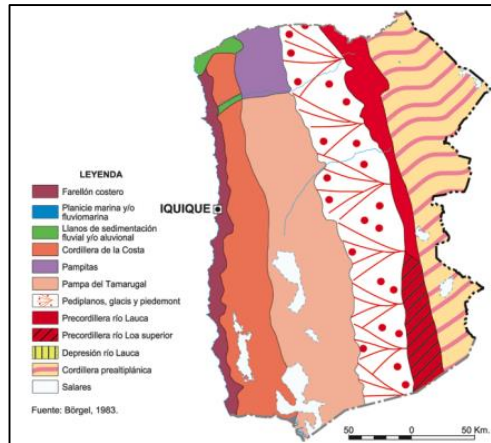 LEYENDA
Farellón costero
Planicie marina y/o
fluviomarina
Llanos de sedimentación
fluvial y/o aluvional
Cordillera de la Costa
Pampitas
Pampa del Tamarugal
Pediplanos, glacis y piedemont
Precordillera río Lauca
Precordillera río Loa superior
Depresión río Lauca
Cordillera prealtiplánica
Salares
Fuente: Börgel, 1983.
IQUIQUE
50 0 50 Km.